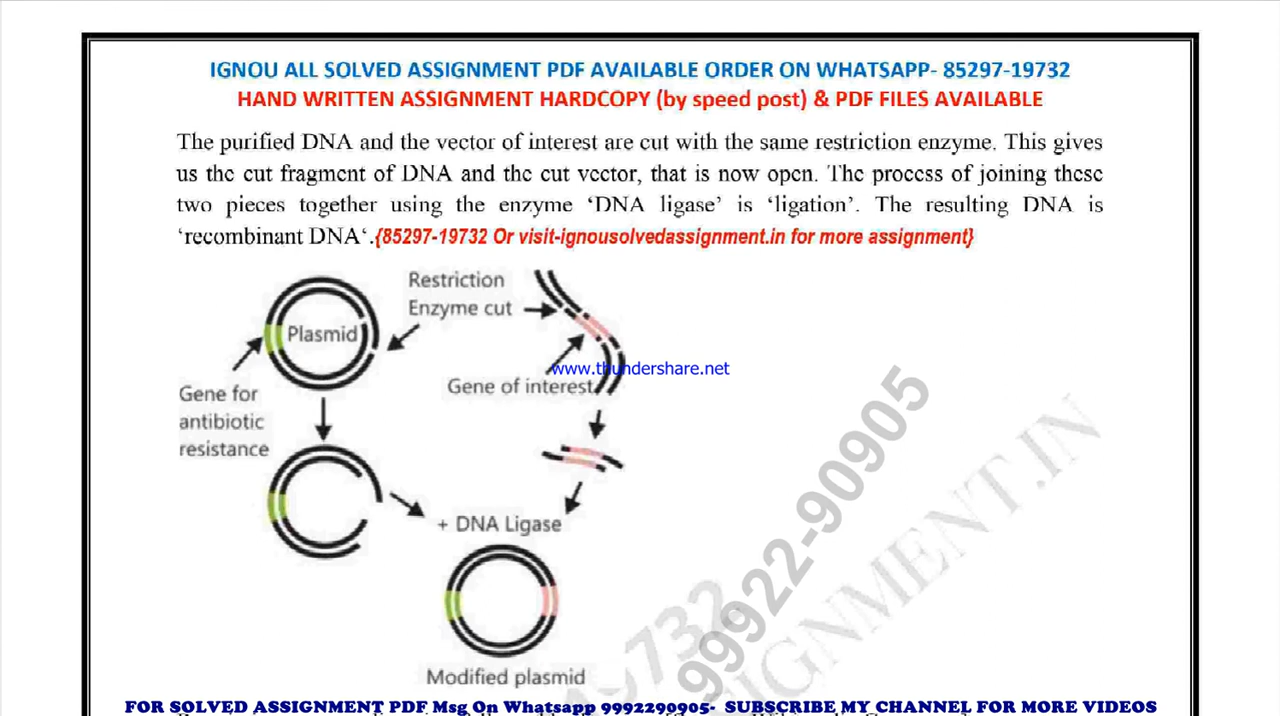 IGNOU ALL SOLVED ASSIGNMENT PDF AVAILABLE ORDER ON WHATSAPP- 85297-19732
HAND WRITTEN ASSIGNMENT HARDCOPY (by speed post) & PDF FILES AVAILABLE
The purified DNA and the vector of interest are cut with the same restriction enzyme. This gives
us the cut fragment of DNA and the cut vector, that is now open. The process of joining these
two pieces together using the enzyme ‘DNA ligase’ is ‘ligation’. The resulting DNA is
‘recombinant DNA‘.{85297-19732 Or visit-ignousolvedassignment.in for more assignment}
Restriction
Enzyme cut
Plasmid
www.thundershare.net
Gene of interest
Gene for
antibiotic
resistance
+ DNA Ligase
Modified plasmid
99922-90905
9732
SIGNMENT.IN
FOR SOLVED ASSIGNMENT PDF Msg On Whatsapp 9992290905- SUBSCRIBE MY CHANNEL FOR MORE VIDEOS